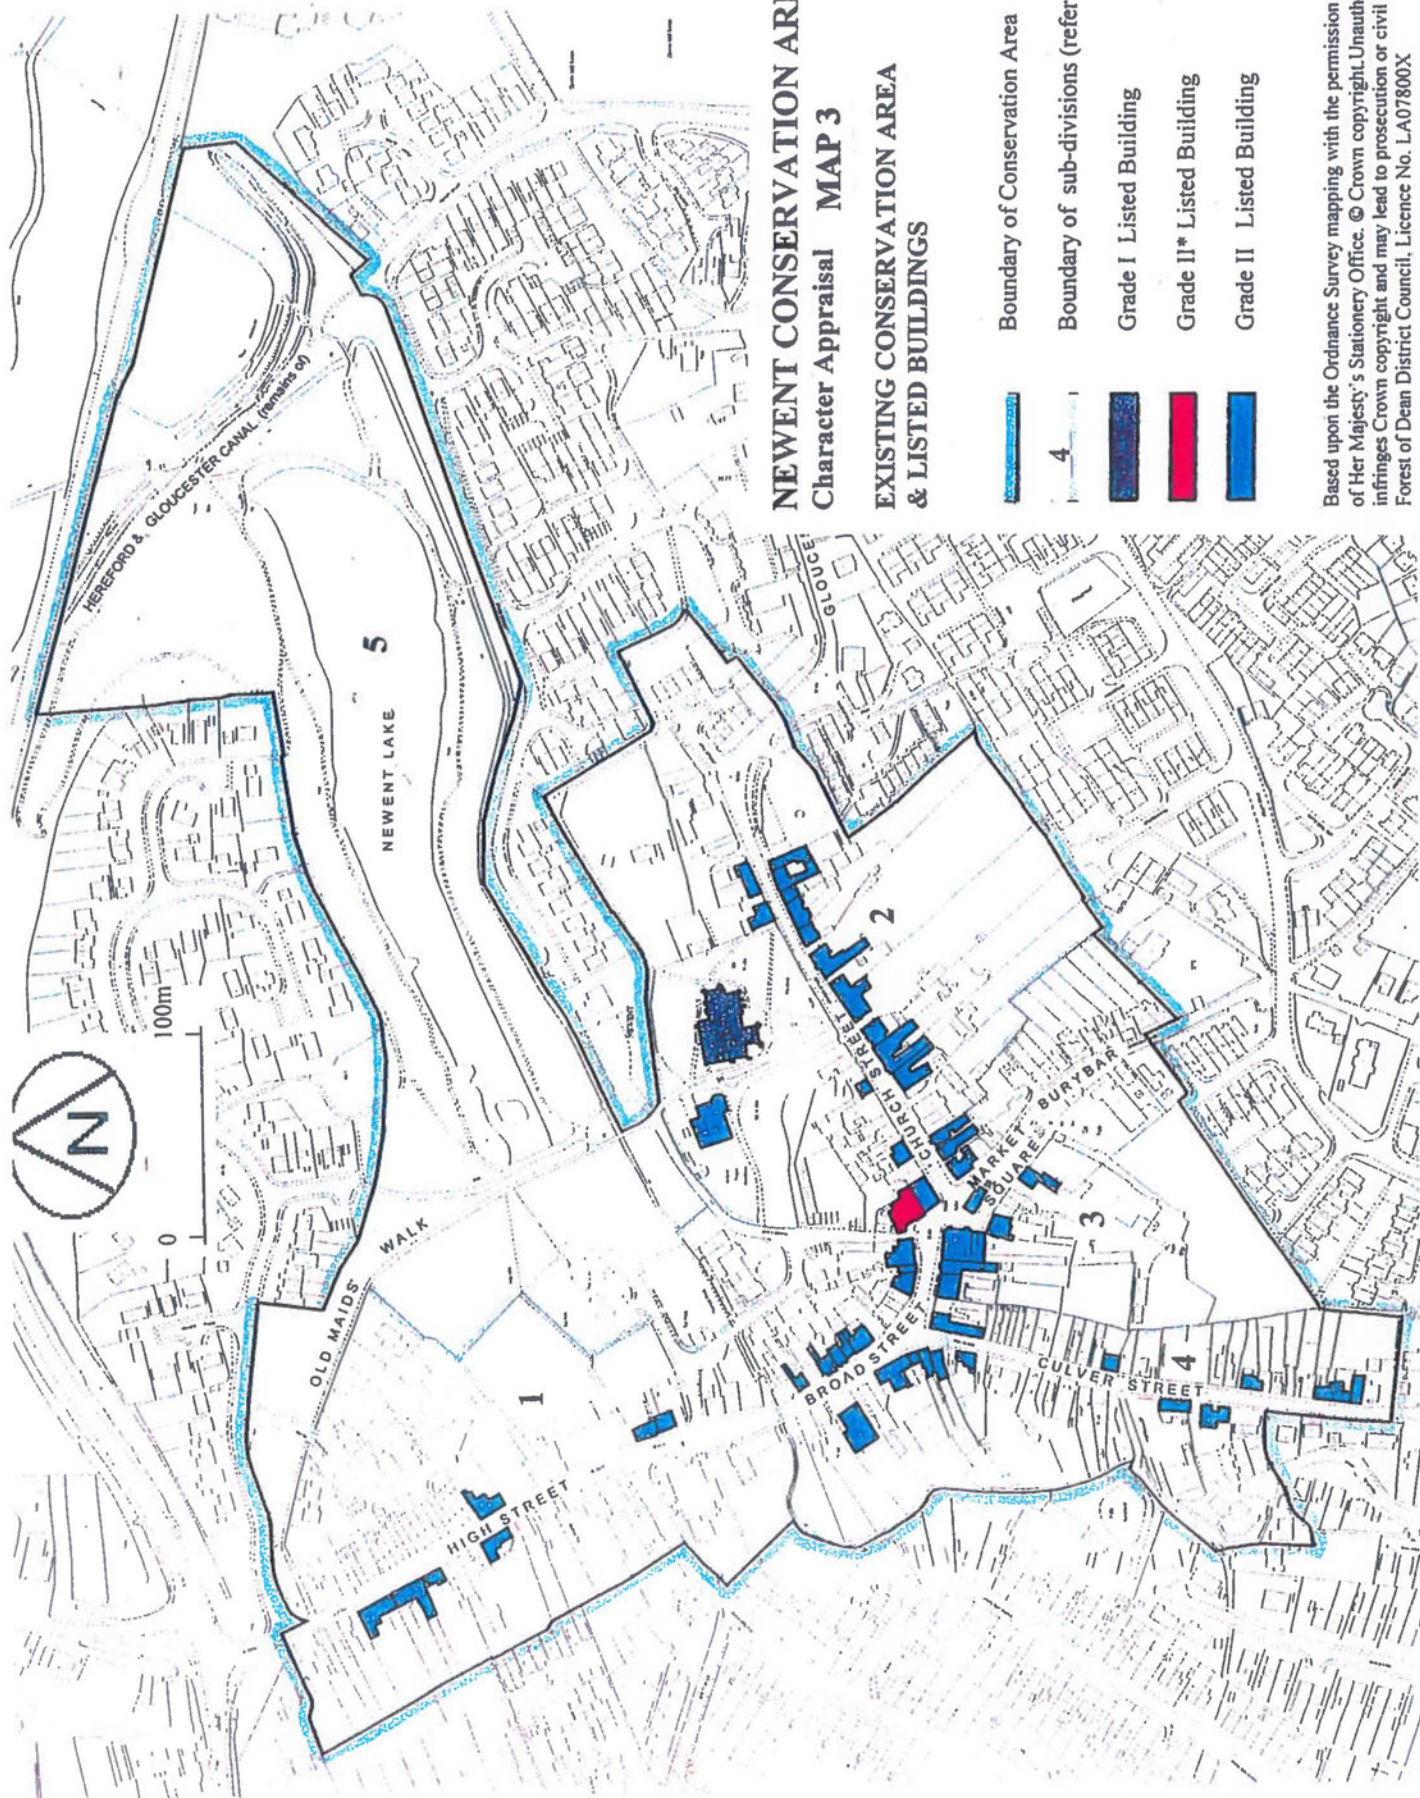 NEWENT CONSERVATION ARE
Character Appraisal MAP 3
EXISTING CONSERVATION AREA
& LISTED BUILDINGS
Boundary of Conservation Area
4
Boundary of sub-divisions (refer
Grade I Listed Building
Grade II* Listed Building
Grade II Listed Building
Based upon the Ordnance Survey mapping with the permission
of Her Majesty's Stationery Office. © Crown copyright. Unauth
infringes Crown copyright and may lead to prosecution or civil
Forest of Dean District Council, Licence No. LA07800X
N
0
100m
HEREFORD & GLOUCESTER CANAL (remains of)
5
NEWENT LAKE
OLD MAIDS WALK
1
HIGH STREET
BROAD STREET
CHURCH STREET
2
MARKET
SQUARE
BURYBAR
3
CULVER STREET
4
GLOUCE